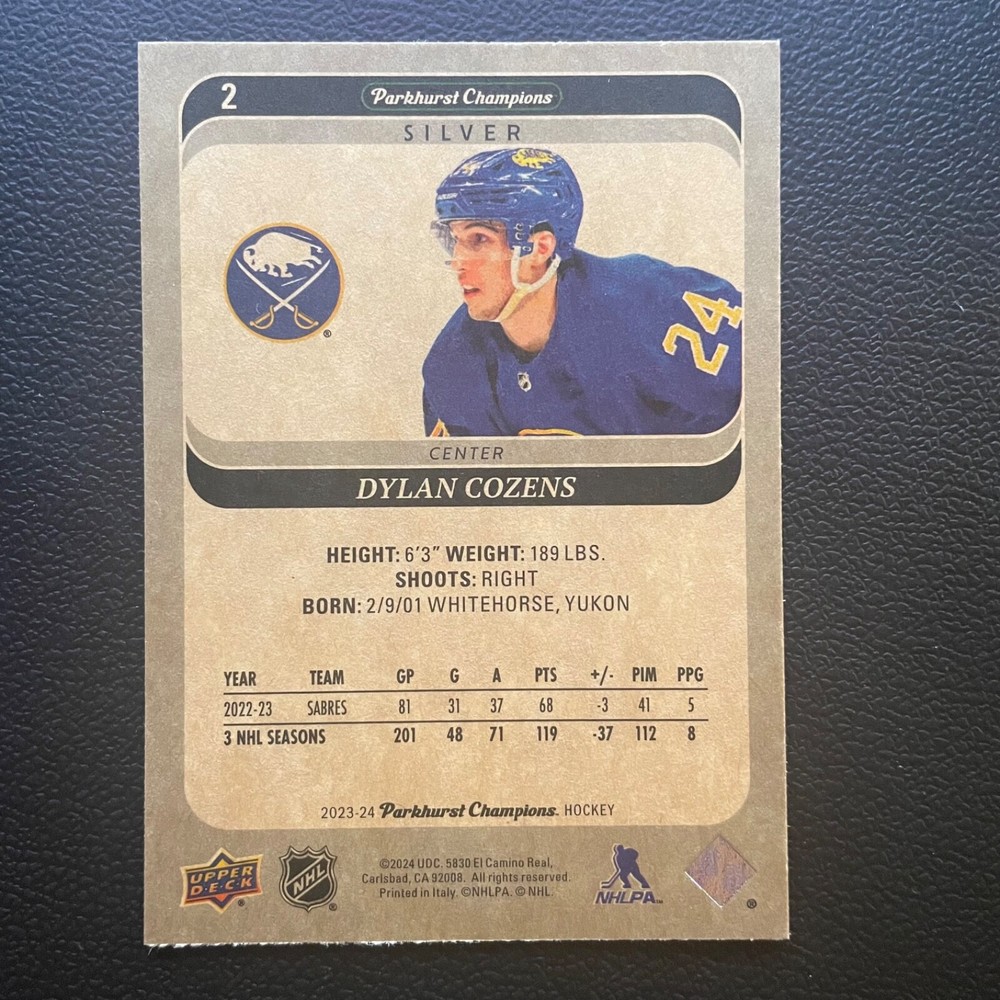 2 Parkhurst Champions
SILVER
24
®
CENTER
DYLAN COZENS
HEIGHT: 6'3" WEIGHT: 189 LBS.
SHOOTS: RIGHT
BORN: 2/9/01 WHITEHORSE, YUKON
YEAR TEAM GP G A PTS +/- PIM PPG
2022-23 SABRES 81 31 37 68 -3 41 5
3 NHL SEASONS 201 48 71 119 -37 112 8
2023-24 Parkhurst Champions™ HOCKEY
UPPER
D·E·C·K
®
NHL
®
©2024 UDC. 5830 El Camino Real,
Carlsbad, CA 92008. All rights reserved.
Printed in Italy. ©NHLPA. © NHL.
NHLPA™
®